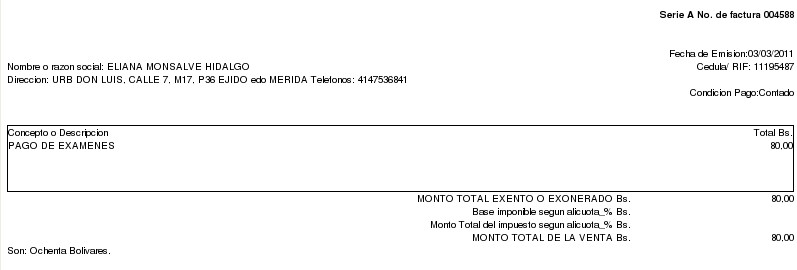 Serie A No. de factura 004588
Fecha de Emision:03/03/2011
Nombre o razon social: ELIANA MONSALVE HIDALGO
Cedula/ RIF: 11195487
Direccion: URB DON LUIS, CALLE 7, M17, P36 EJIDO edo MERIDA Telefonos: 4147536841
Condicion Pago:Contado
Concepto o Descripcion Total Bs.
PAGO DE EXAMENES 80,00
MONTO TOTAL EXENTO O EXONERADO Bs. 80,00
Base imponible segun alicuota_% Bs.
Monto Total del impuesto segun alicuota_% Bs.
MONTO TOTAL DE LA VENTA Bs. 80,00
Son: Ochenta Bolivares.